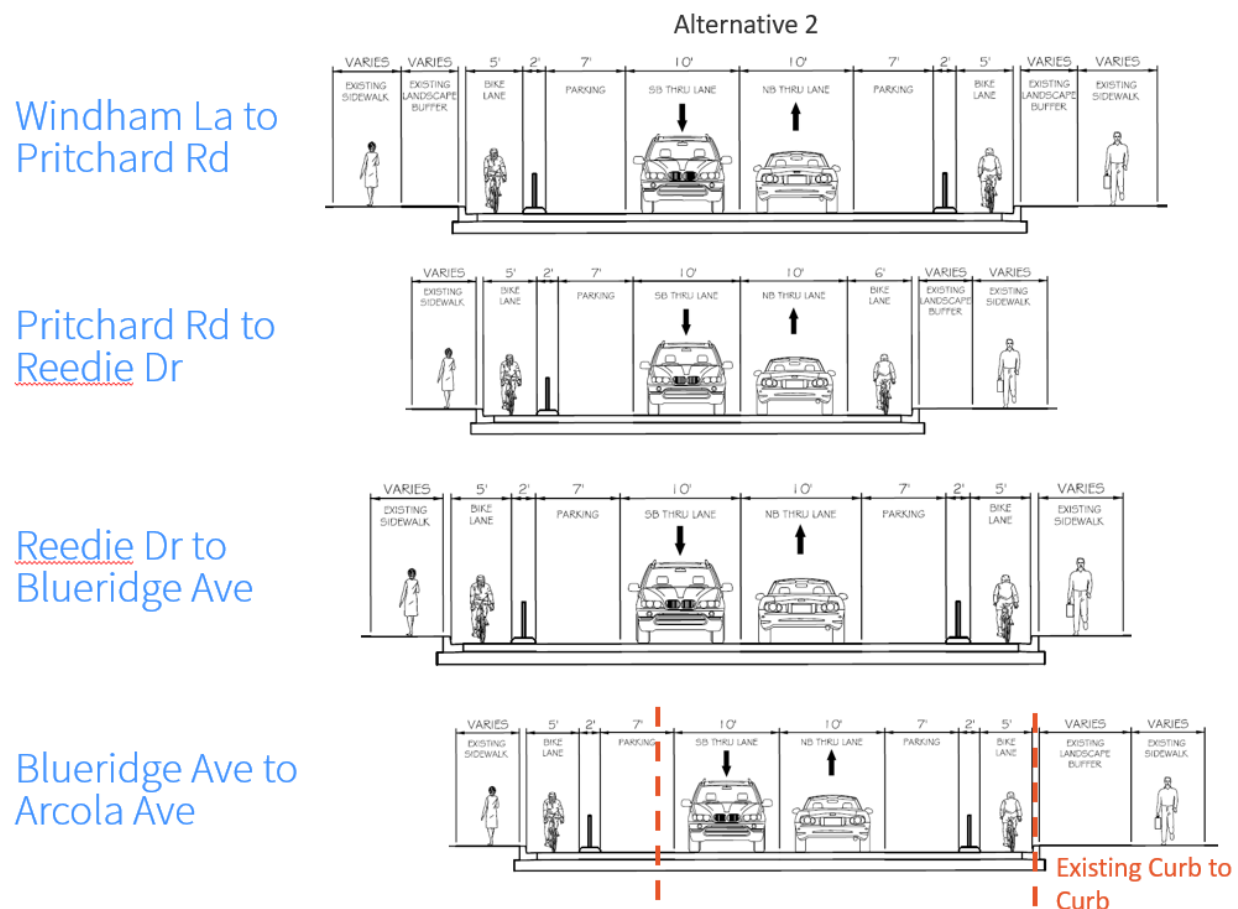 Alternative 2
Windham La to
Pritchard Rd
VARIES VARIES 5' 2' 7' 10' 10' 7' 2' 5' VARIES VARIES
EXISTING SIDEWALK
EXISTING LANDSCAPE BUFFER
BIKE LANE
PARKING
SB THRU LANE
NB THRU LANE
PARKING
BIKE LANE
EXISTING LANDSCAPE BUFFER
EXISTING SIDEWALK
Pritchard Rd to
Reedie Dr
VARIES 5' 2' 7' 10' 10' 6' VARIES VARIES
EXISTING SIDEWALK
BIKE LANE
PARKING
SB THRU LANE
NB THRU LANE
BIKE LANE
EXISTING LANDSCAPE BUFFER
EXISTING SIDEWALK
Reedie Dr to
Blueridge Ave
VARIES 5' 2' 7' 10' 10' 7' 2' 5' VARIES
EXISTING SIDEWALK
BIKE LANE
PARKING
SB THRU LANE
NB THRU LANE
PARKING
BIKE LANE
EXISTING SIDEWALK
Blueridge Ave to
Arcola Ave
VARIES 5' 2' 7' 10' 10' 7' 2' 5' VARIES VARIES
EXISTING SIDEWALK
BIKE LANE
PARKING
SB THRU LANE
NB THRU LANE
PARKING
BIKE LANE
EXISTING LANDSCAPE BUFFER
EXISTING SIDEWALK
Existing Curb to
Curb